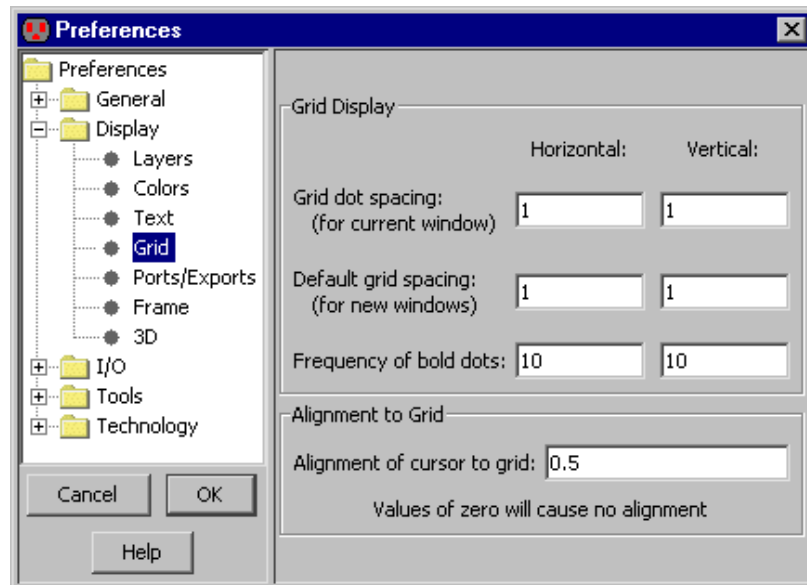 Preferences
Preferences
General
Display
Layers
Colors
Text
Grid
Ports/Exports
Frame
3D
I/O
Tools
Technology
Cancel
OK
Help
Grid Display
Horizontal: Vertical:
Grid dot spacing: 1 1
(for current window)
Default grid spacing: 1 1
(for new windows)
Frequency of bold dots: 10 10
Alignment to Grid
Alignment of cursor to grid: 0.5
Values of zero will cause no alignment